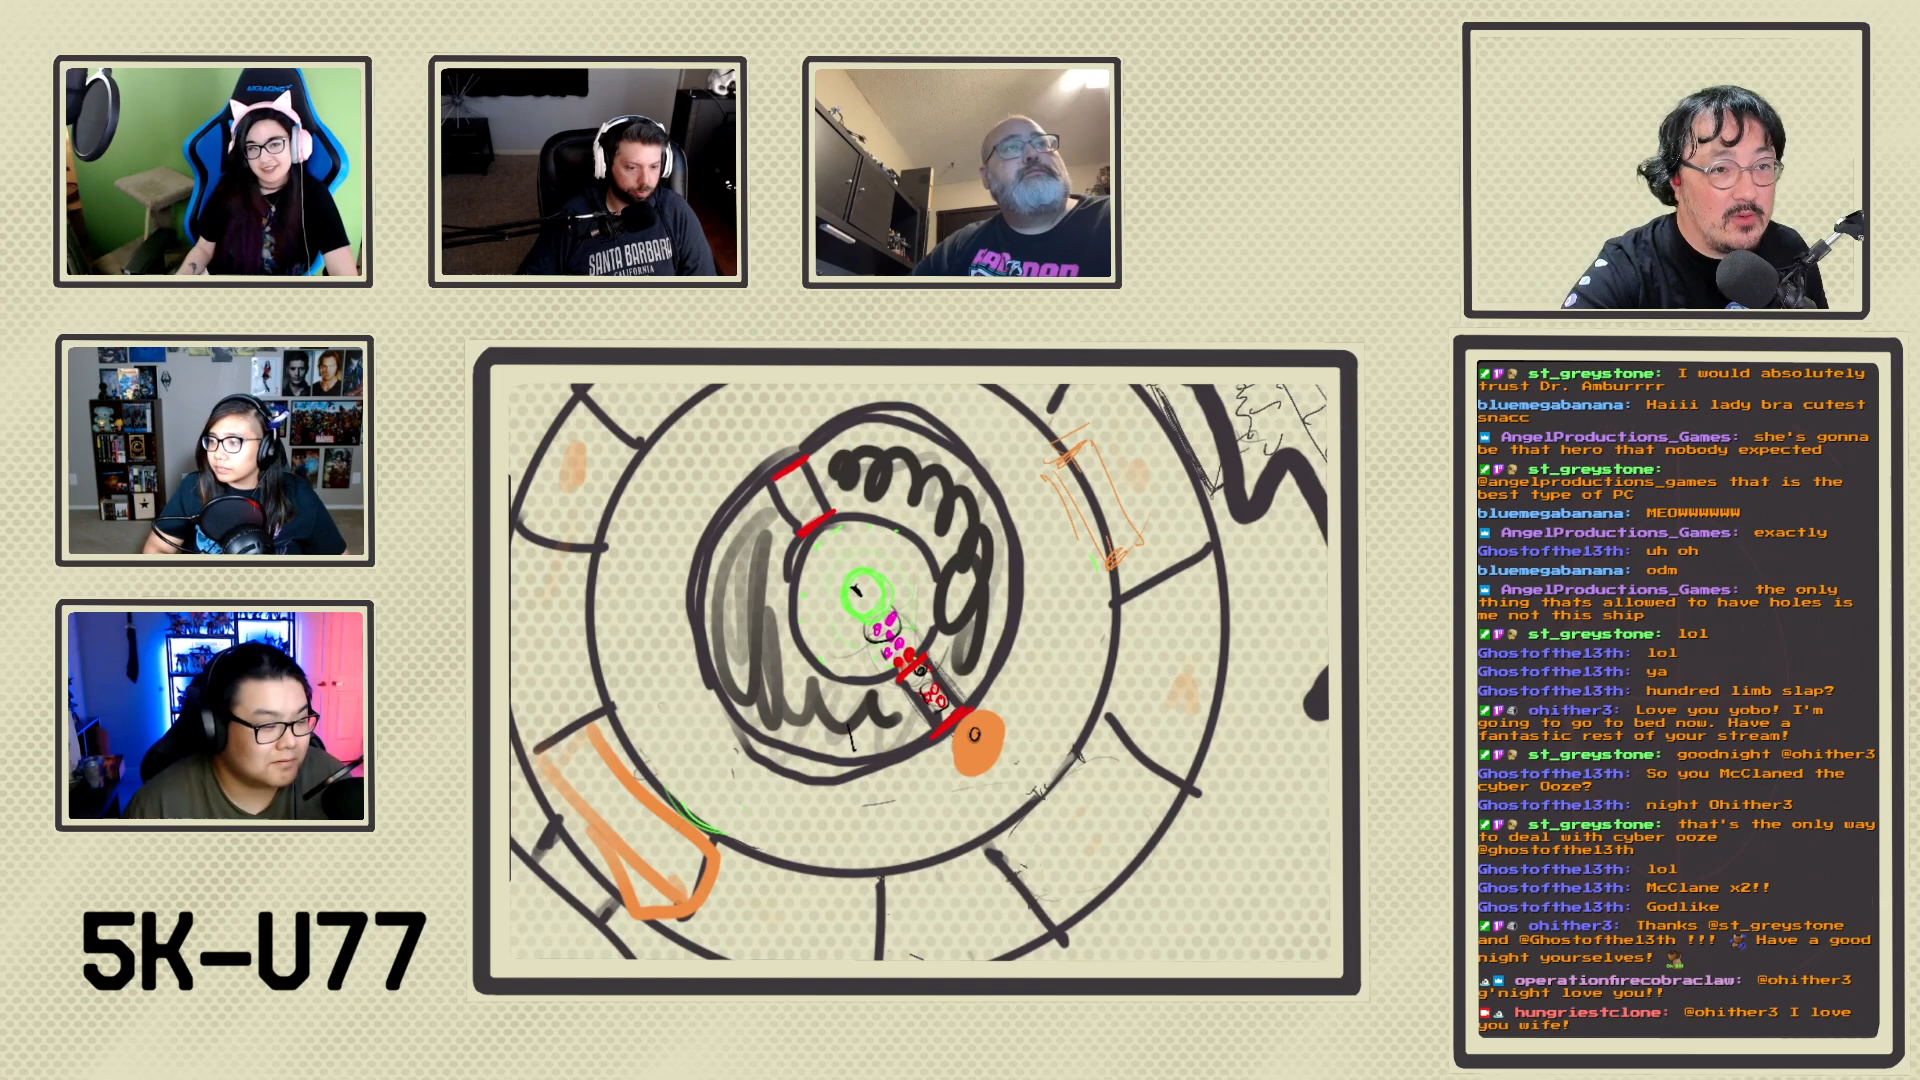 AKRACING
SANTA BARBARA
CALIFORNIA
BAD
MARVEL
5K-U77
O
st_greystone: I would absolutely
trust Dr. Amburrrr
bluemegabanana: Haiii lady bra cutest
snacc
AngelProductions_Games: she's gonna
be that hero that nobody expected
st_greystone:
@angelproductions_games that is the
best type of PC
bluemegabanana: MEOWWWWWW
AngelProductions_Games: exactly
Ghostofthe13th: uh oh
bluemegabanana: odm
AngelProductions_Games: the only
thing thats allowed to have holes is
me not this ship
st_greystone: lol
Ghostofthe13th: lol
Ghostofthe13th: ya
Ghostofthe13th: hundred limb slap?
ohither3: Love you yobo! I'm
going to go to bed now. Have a
fantastic rest of your stream!
st_greystone: goodnight @ohither3
Ghostofthe13th: So you McClaned the
cyber Ooze?
Ghostofthe13th: night Ohither3
st_greystone: that's the only way
to deal with cyber ooze
@ghostofthe13th
Ghostofthe13th: lol
Ghostofthe13th: McClane x2!!
Ghostofthe13th: Godlike
ohither3: Thanks @st_greystone
and @Ghostofthe13th !!! Have a good
night yourselves!
operationfirecobraclaw: @ohither3
g'night love you!!
hungriestclone: @ohither3 I love
you wife!